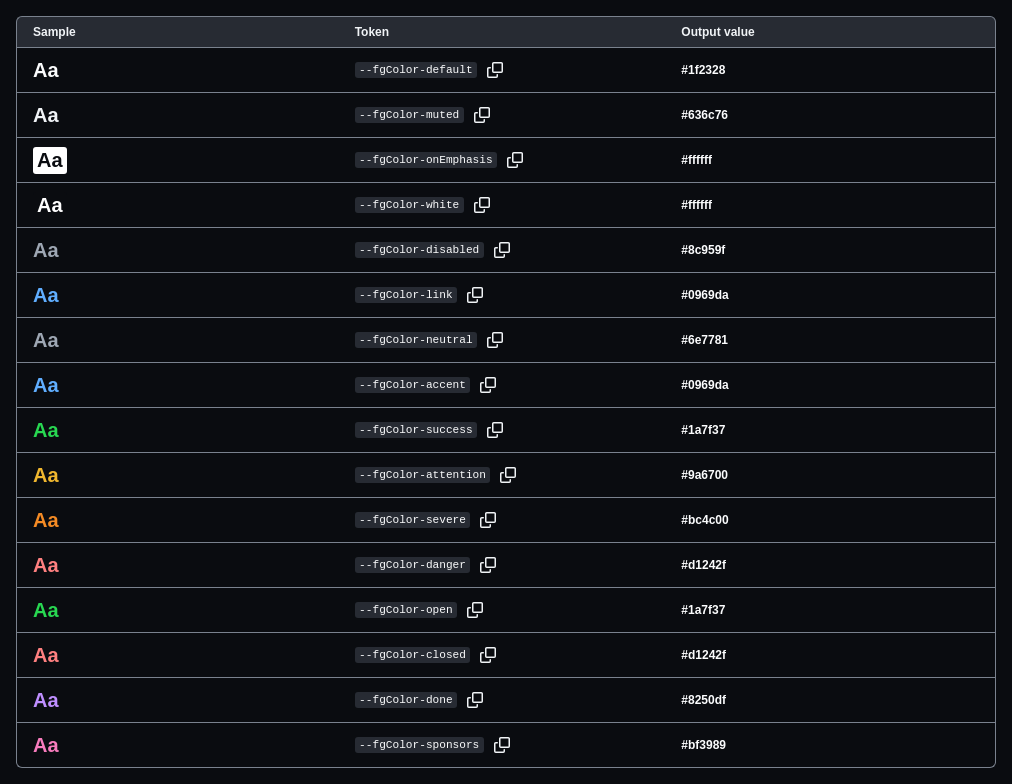 Sample Token Output value
Aa --fgColor-default #1f2328
Aa --fgColor-muted #636c76
Aa --fgColor-onEmphasis #ffffff
Aa --fgColor-white #ffffff
Aa --fgColor-disabled #8c959f
Aa --fgColor-link #0969da
Aa --fgColor-neutral #6e7781
Aa --fgColor-accent #0969da
Aa --fgColor-success #1a7f37
Aa --fgColor-attention #9a6700
Aa --fgColor-severe #bc4c00
Aa --fgColor-danger #d1242f
Aa --fgColor-open #1a7f37
Aa --fgColor-closed #d1242f
Aa --fgColor-done #8250df
Aa --fgColor-sponsors #bf3989